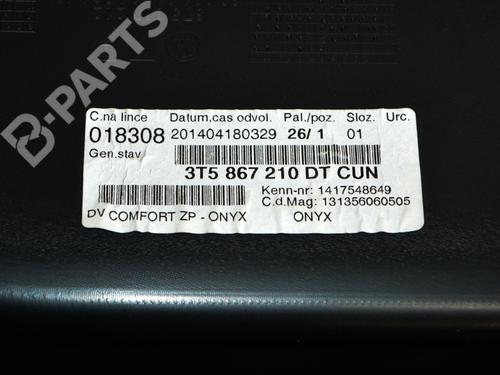 B-PARTS
C.na lince Datum,cas odvol. Pal./poz. Sloz. Urc.
018308 201404180329 26/ 1 01
Gen.stav
3T5 867 210 DT CUN
Kenn-nr: 1417548649
C.d.Mag: 131356060505
DV COMFORT ZP - ONYX ONYX